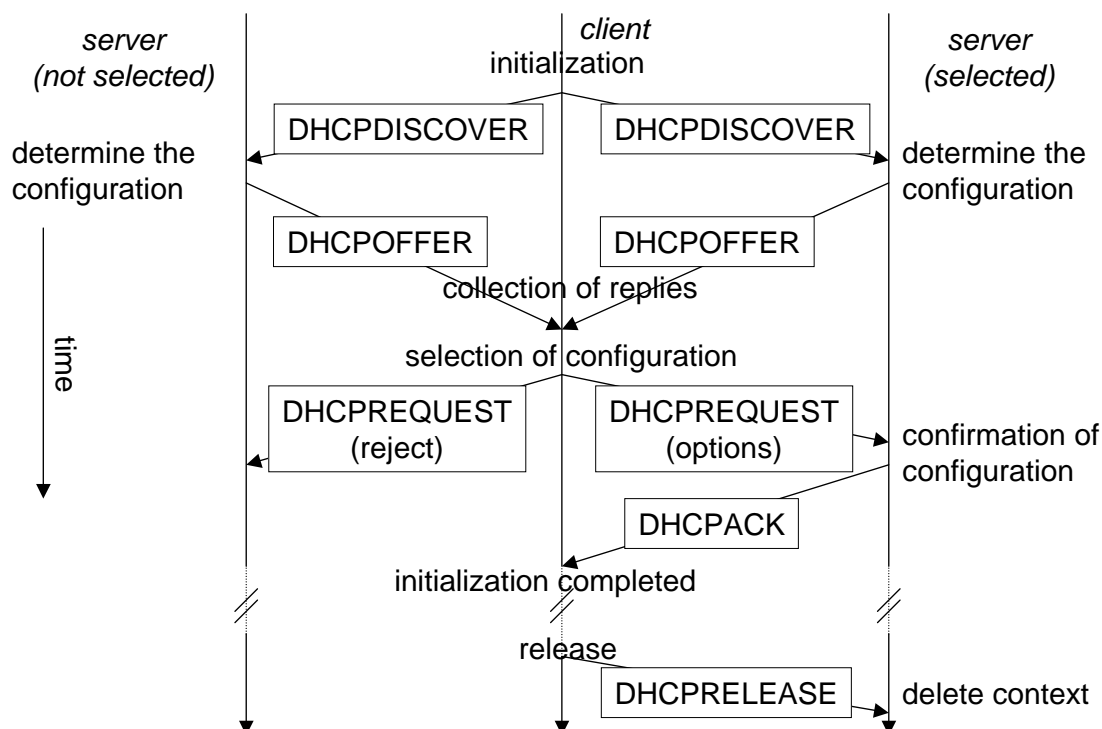 server
(not selected)
client
initialization
server
(selected)
DHCPDISCOVER
DHCPDISCOVER
determine the
configuration
determine the
configuration
DHCPOFFER
DHCPOFFER
collection of replies
time
selection of configuration
DHCPREQUEST
(reject)
DHCPREQUEST
(options)
confirmation of
configuration
DHCPACK
initialization completed
release
DHCPRELEASE
delete context